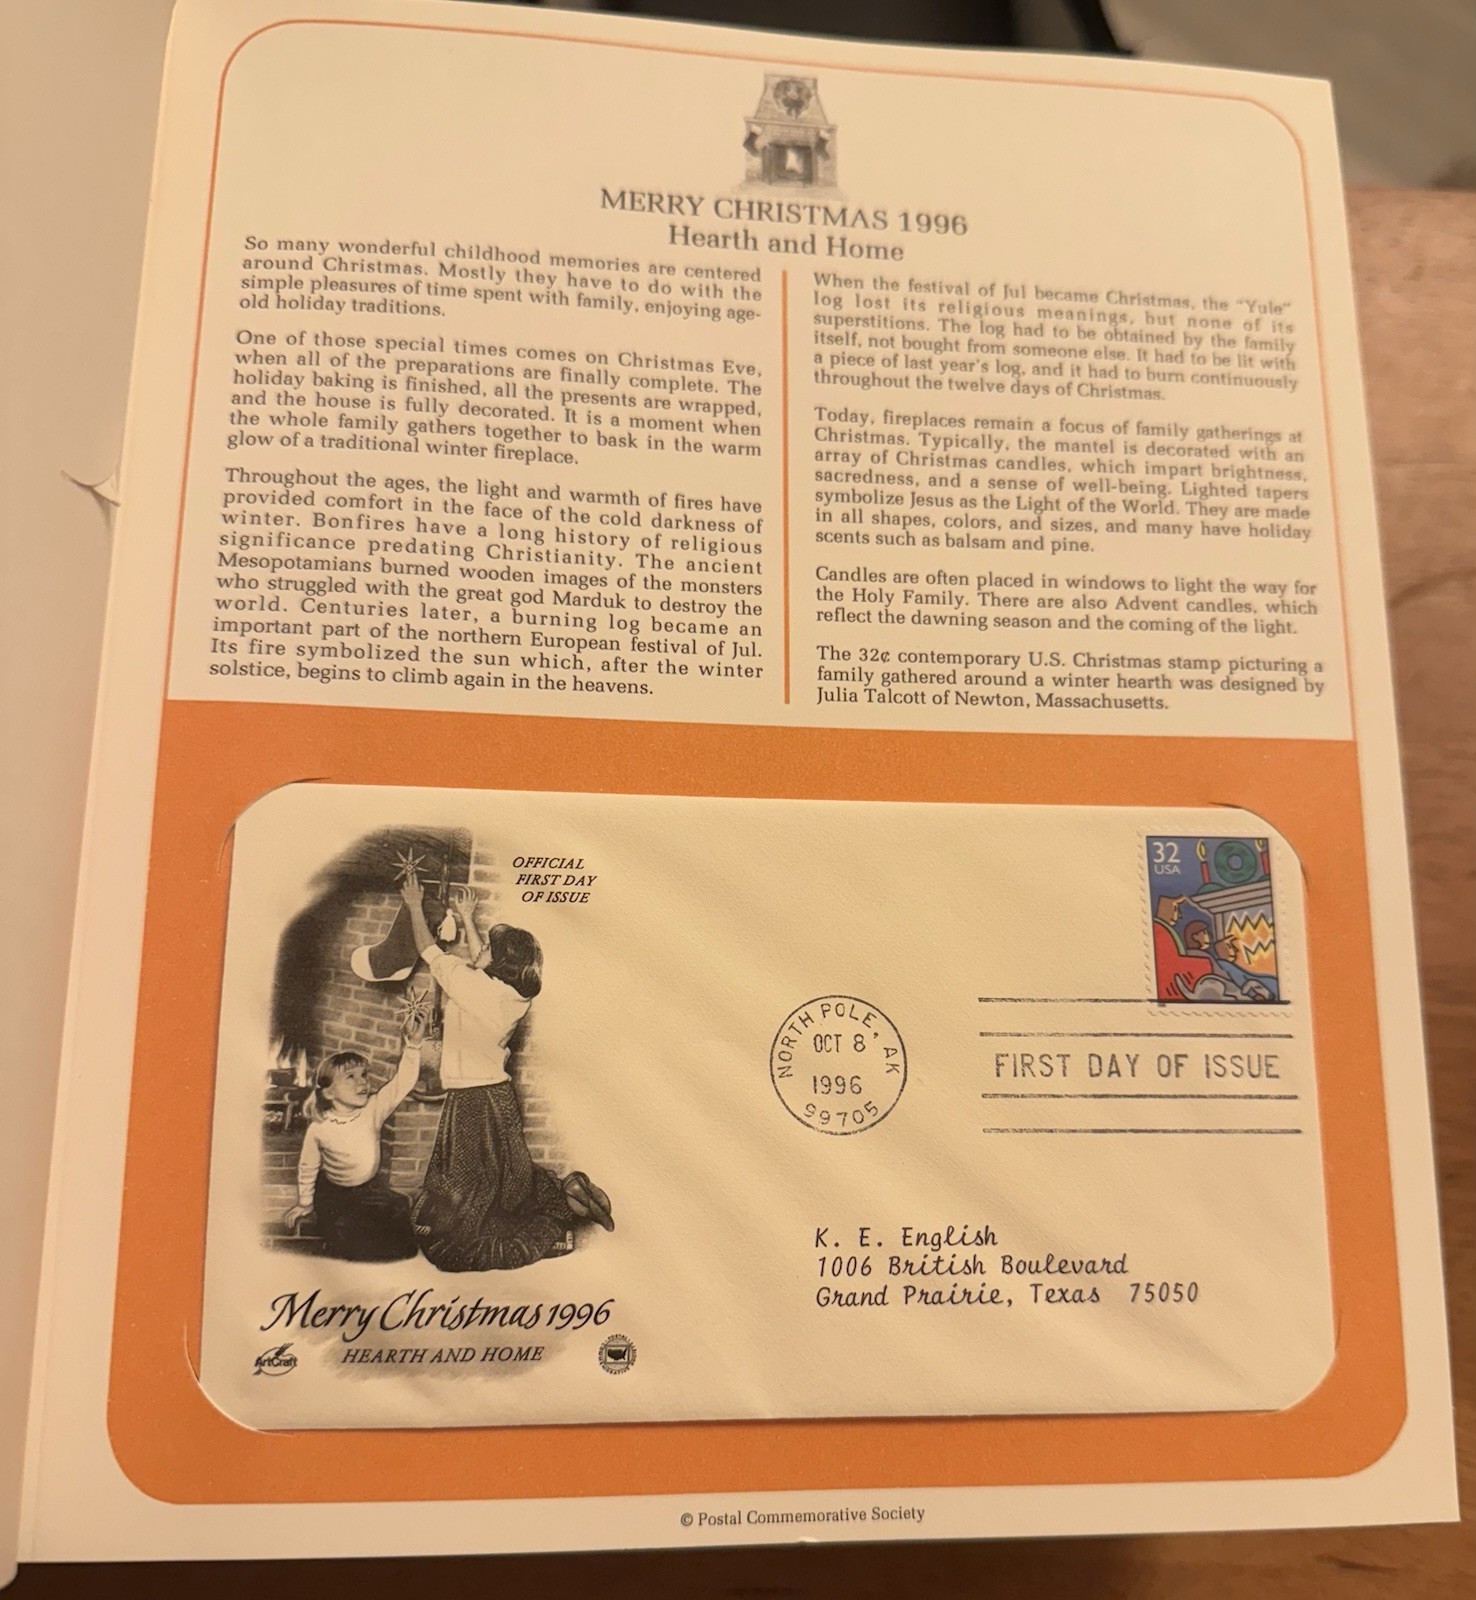 MERRY CHRISTMAS 1996
Hearth and Home
So many wonderful childhood memories are centered
around Christmas. Mostly they have to do with the
simple pleasures of time spent with family, enjoying age-
old holiday traditions.
One of those special times comes on Christmas Eve,
when all of the preparations are finally complete. The
holiday baking is finished, all the presents are wrapped,
and the house is fully decorated. It is a moment when
the whole family gathers together to bask in the warm
glow of a traditional winter fireplace.
Throughout the ages, the light and warmth of fires have
provided comfort in the face of the cold darkness of
winter. Bonfires have a long history of religious
significance predating Christianity. The ancient
Mesopotamians burned wooden images of the monsters
who struggled with the great god Marduk to destroy the
world. Centuries later, a burning log became an
important part of the northern European festival of Jul.
Its fire symbolized the sun which, after the winter
solstice, begins to climb again in the heavens.
When the festival of Jul became Christmas, the "Yule"
log lost its religious meanings, but none of its
superstitions. The log had to be obtained by the family
itself, not bought from someone else. It had to be lit with
a piece of last year's log, and it had to burn continuously
throughout the twelve days of Christmas.
Today, fireplaces remain a focus of family gatherings at
Christmas. Typically, the mantel is decorated with an
array of Christmas candles, which impart brightness,
sacredness, and a sense of well-being. Lighted tapers
symbolize Jesus as the Light of the World. They are made
in all shapes, colors, and sizes, and many have holiday
scents such as balsam and pine.
Candles are often placed in windows to light the way for
the Holy Family. There are also Advent candles, which
reflect the dawning season and the coming of the light.
The 32¢ contemporary U.S. Christmas stamp picturing a
family gathered around a winter hearth was designed by
Julia Talcott of Newton, Massachusetts.
OFFICIAL
FIRST DAY
OF ISSUE
32
USA
NORTH POLE, AK
OCT 8
1996
99705
FIRST DAY OF ISSUE
K. E. English
1006 British Boulevard
Grand Prairie, Texas 75050
Merry Christmas 1996
HEARTH AND HOME
ArtCraft
© Postal Commemorative Society